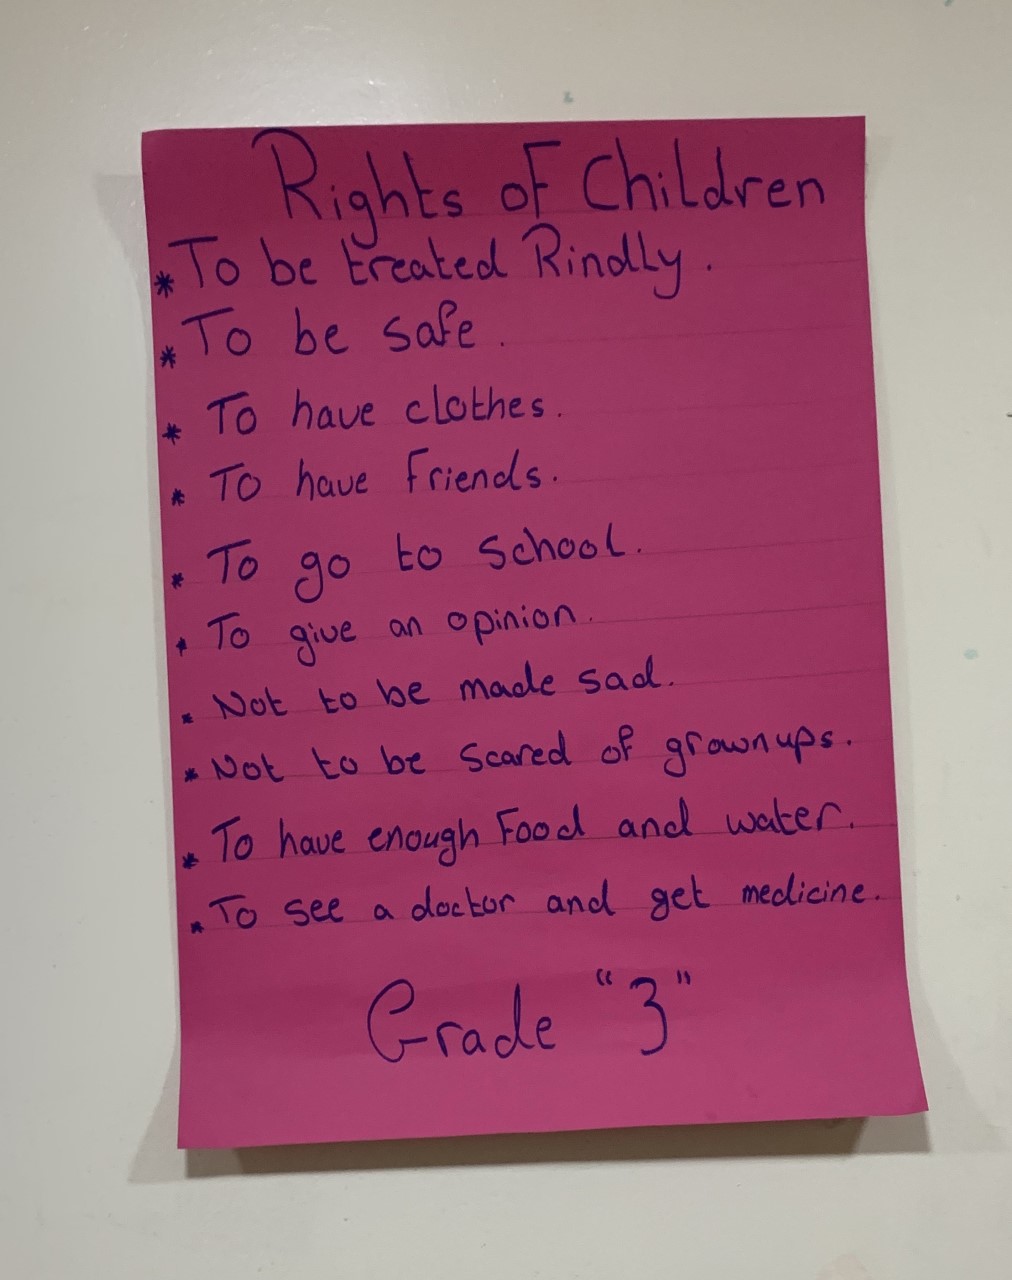 Rights of Children
* To be treated Rindly.
* To be safe.
* To have clothes.
* To have Friends.
* To go to school.
* To give an opinion.
* Not to be made sad.
* Not to be scared of grownups.
* To have enough Food and water.
* To see a doctor and get medicine.
Grade "3"